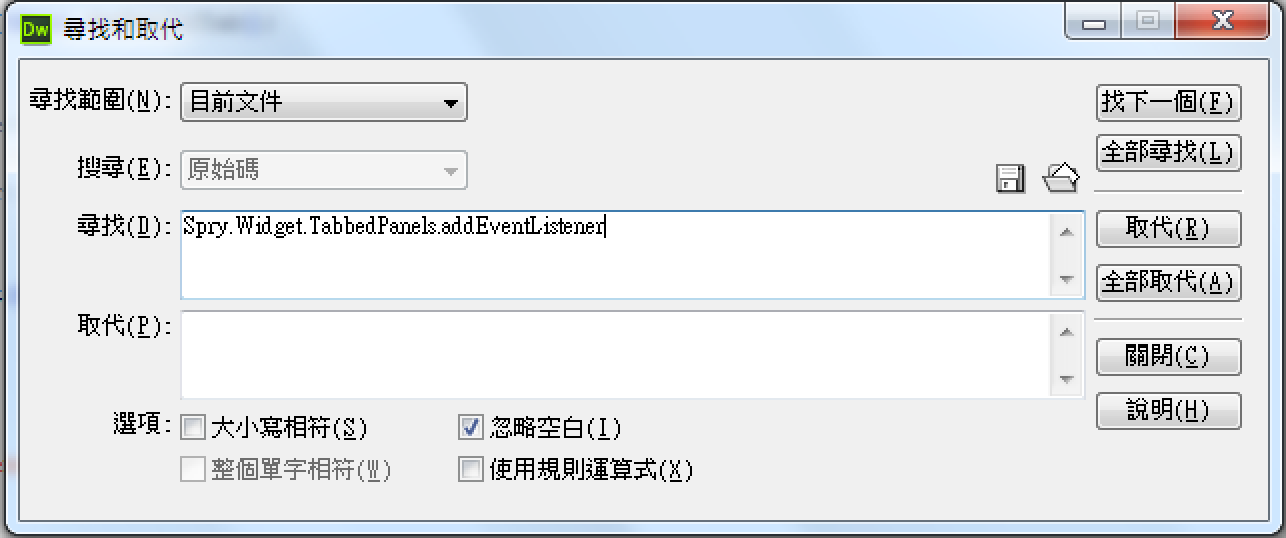 Dw 尋找和取代
尋找範圍(N): 目前文件 找下一個(F)
全部尋找(L)
搜尋(E): 原始碼
尋找(D): Spry.Widget.TabbedPanels.addEventListener 取代(R)
全部取代(A)
取代(P):
關閉(C)
說明(H)
選項: 大小寫相符(S) 忽略空白(I)
整個單字相符(W) 使用規則運算式(X)